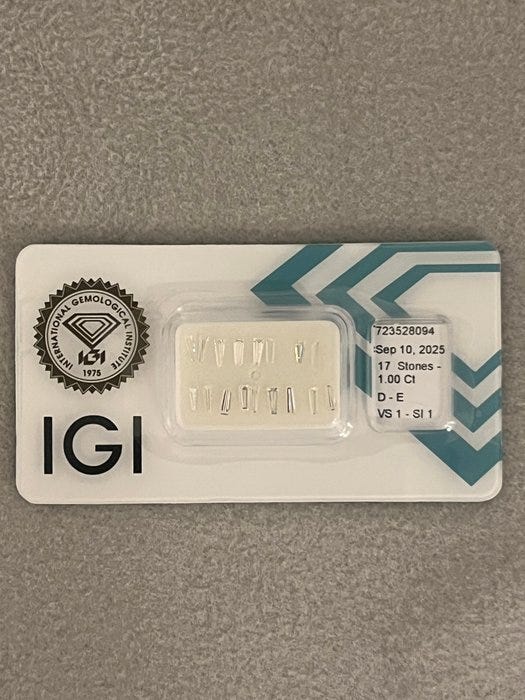 INTERNATIONAL GEMOLOGICAL INSTITUTE
IGI
1975
IGI
723528094
Sep 10, 2025
17 Stones -
1.00 Ct
D - E
VS 1 - SI 1